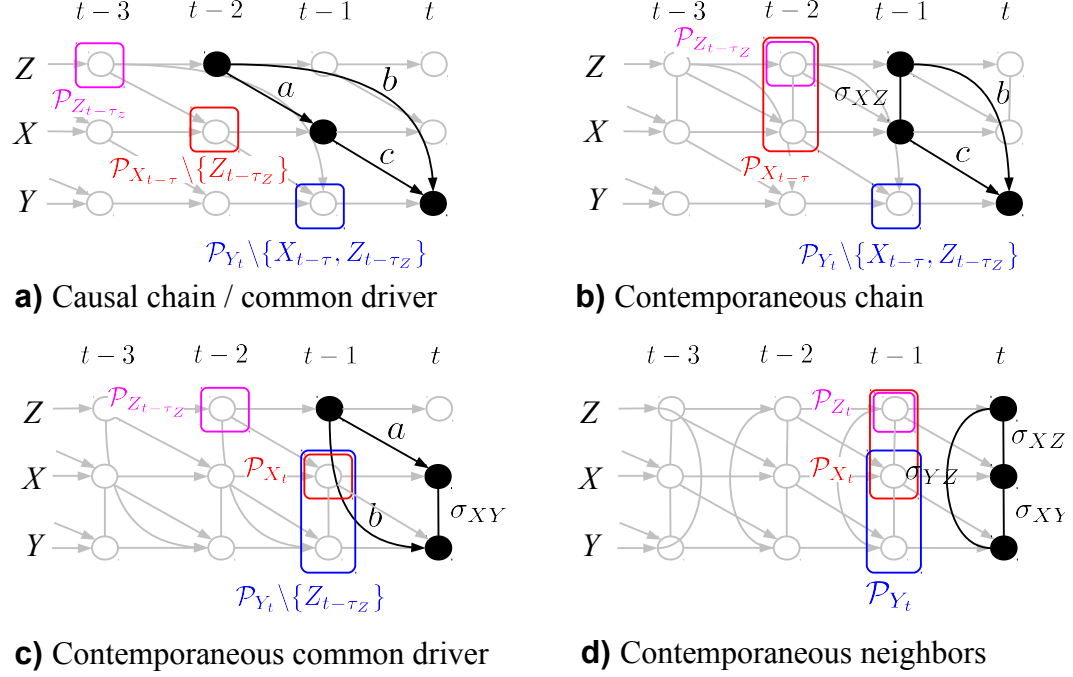 t − 3 t − 2 t − 1 t
Z
a
b
𝒫_{Z_{t−τ_z}}
X
𝒫_{X_{t−τ}}\{Z_{t−τ_Z}}
c
Y
𝒫_{Y_t}\{X_{t−τ}, Z_{t−τ_Z}}
a) Causal chain / common driver
t − 3 t − 2 t − 1 t
𝒫_{Z_{t−τ_Z}}
Z
σ_{XZ}
b
X
𝒫_{X_{t−τ}}
c
Y
𝒫_{Y_t}\{X_{t−τ}, Z_{t−τ_Z}}
b) Contemporaneous chain
t − 3 t − 2 t − 1 t
𝒫_{Z_{t−τ_Z}}
Z
a
X
𝒫_{X_t}
b
σ_{XY}
Y
𝒫_{Y_t}\{Z_{t−τ_Z}}
c) Contemporaneous common driver
t − 3 t − 2 t − 1 t
Z
𝒫_{Z_t}
σ_{XZ}
X
𝒫_{X_t}
σ_{YZ}
σ_{XY}
Y
𝒫_{Y_t}
d) Contemporaneous neighbors